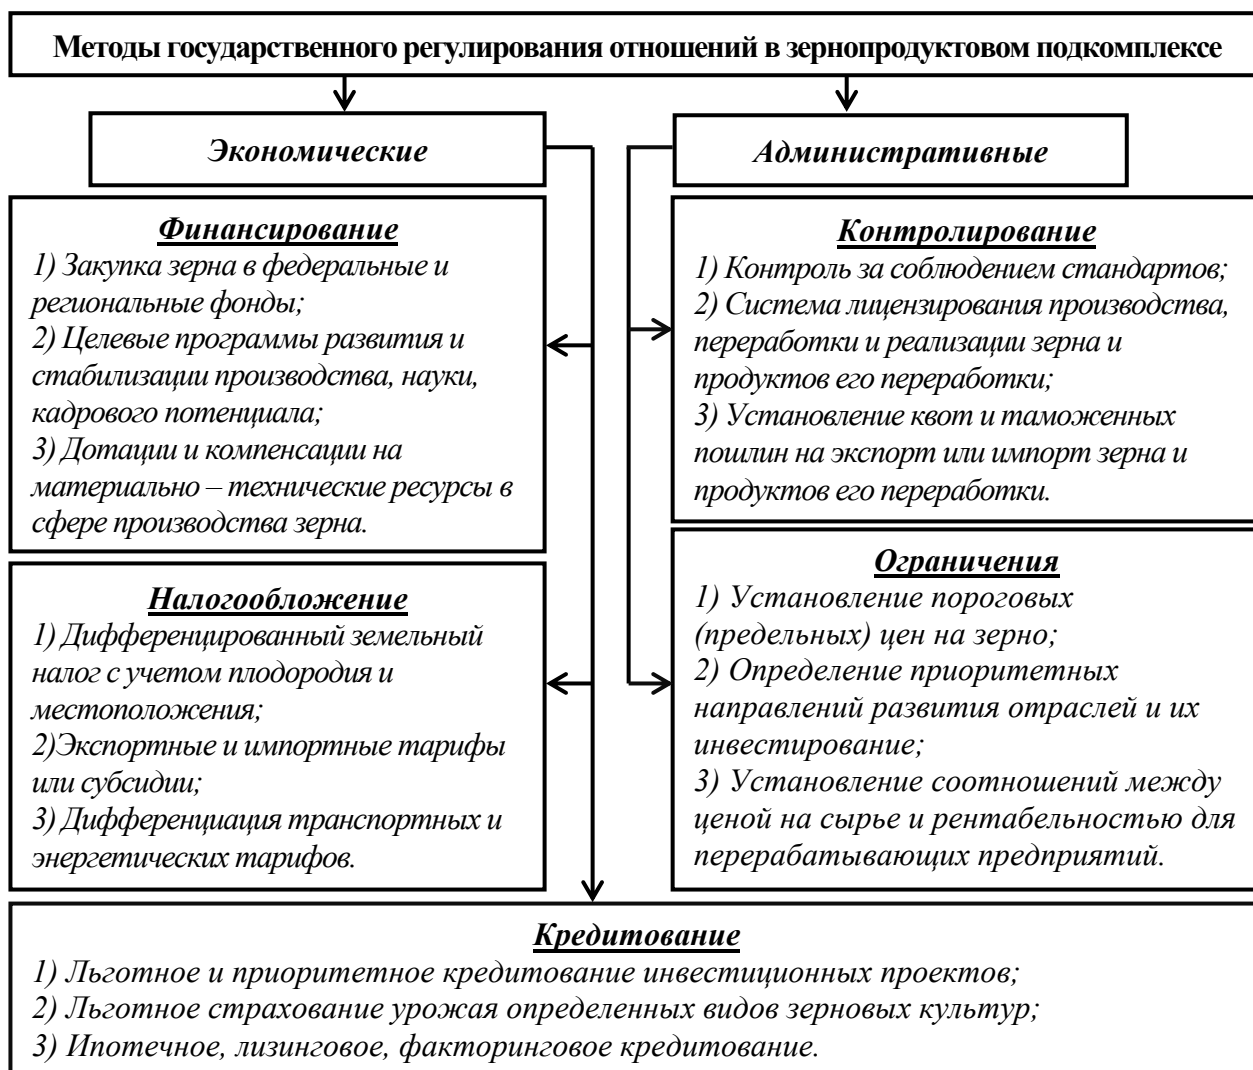 Методы государственного регулирования отношений в зернопродуктовом подкомплексе
Экономические
Административные
Финансирование
1) Закупка зерна в федеральные и
региональные фонды;
2) Целевые программы развития и
стабилизации производства, науки,
кадрового потенциала;
3) Дотации и компенсации на
материально – технические ресурсы в
сфере производства зерна.
Контролирование
1) Контроль за соблюдением стандартов;
2) Система лицензирования производства,
переработки и реализации зерна и
продуктов его переработки;
3) Установление квот и таможенных
пошлин на экспорт или импорт зерна и
продуктов его переработки.
Налогообложение
1) Дифференцированный земельный
налог с учетом плодородия и
местоположения;
2)Экспортные и импортные тарифы
или субсидии;
3) Дифференциация транспортных и
энергетических тарифов.
Ограничения
1) Установление пороговых
(предельных) цен на зерно;
2) Определение приоритетных
направлений развития отраслей и их
инвестирование;
3) Установление соотношений между
ценой на сырье и рентабельностью для
перерабатывающих предприятий.
Кредитование
1) Льготное и приоритетное кредитование инвестиционных проектов;
2) Льготное страхование урожая определенных видов зерновых культур;
3) Ипотечное, лизинговое, факторинговое кредитование.